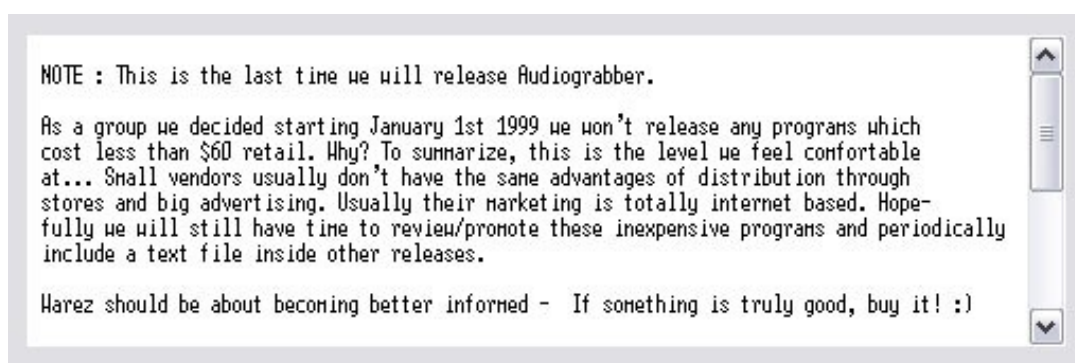 NOTE : This is the last time we will release Audiograbber.
As a group we decided starting January 1st 1999 we won't release any programs which
cost less than $60 retail. Why? To summarize, this is the level we feel comfortable
at... Small vendors usually don't have the same advantages of distribution through
stores and big advertising. Usually their marketing is totally internet based. Hope-
fully we will still have time to review/promote these inexpensive programs and periodically
include a text file inside other releases.
Warez should be about becoming better informed -  If something is truly good, buy it! :)